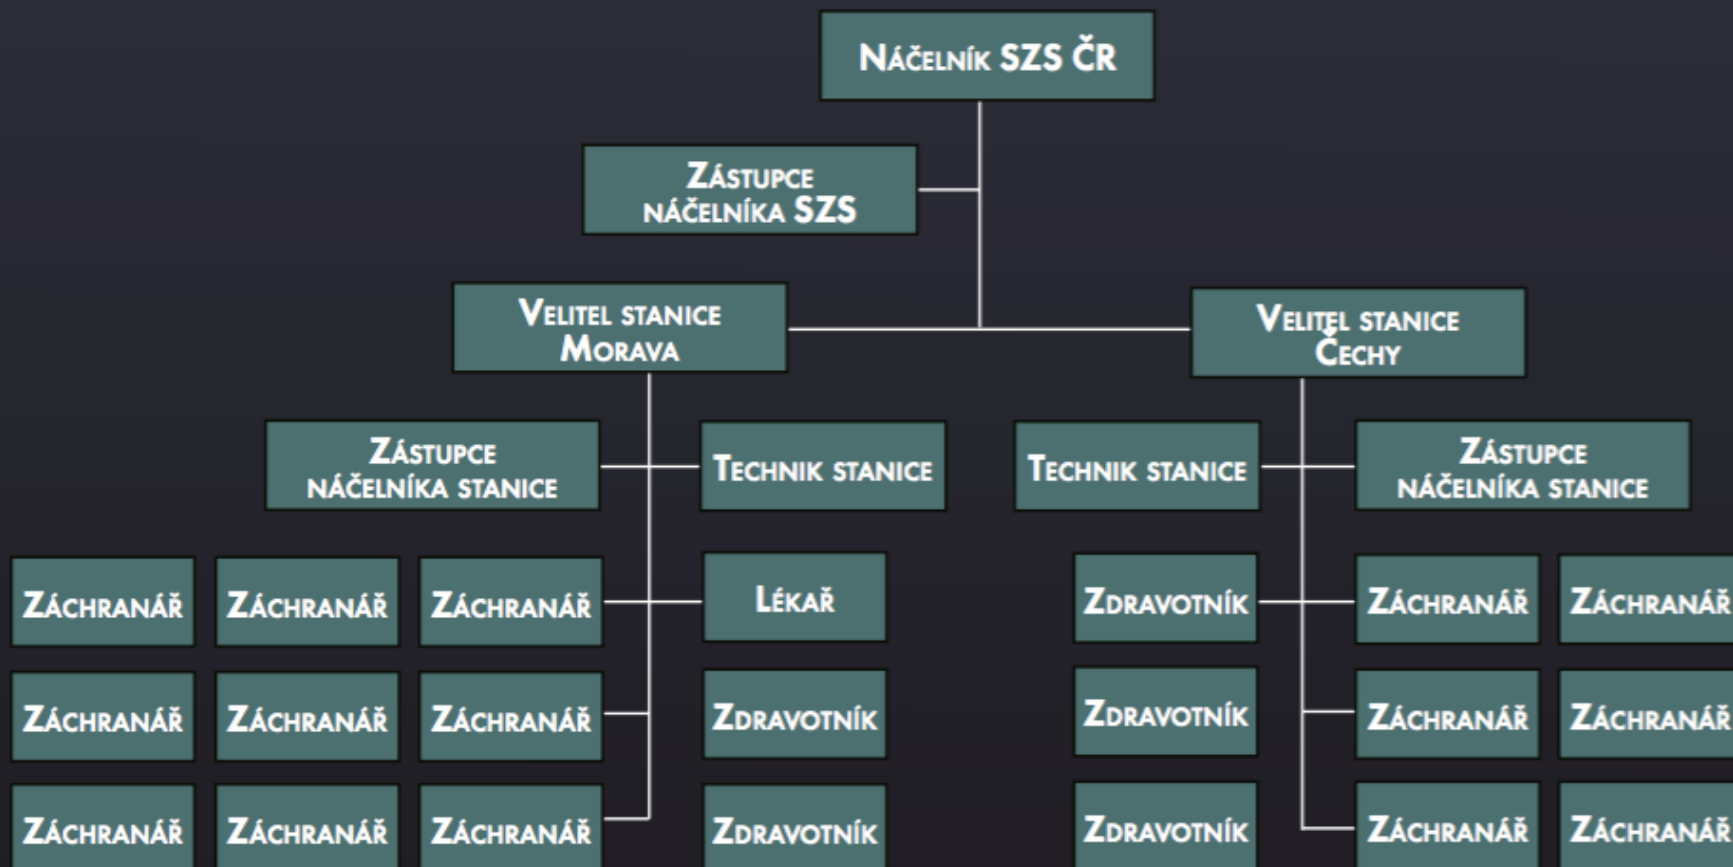 Náčelník SZS ČR
Zástupce
náčelníka SZS
Velitel stanice
Morava
Velitel stanice
Čechy
Zástupce
náčelníka stanice
Technik stanice
Technik stanice
Zástupce
náčelníka stanice
Záchranář
Záchranář
Záchranář
Lékař
Zdravotník
Záchranář
Záchranář
Záchranář
Záchranář
Záchranář
Zdravotník
Zdravotník
Záchranář
Záchranář
Záchranář
Záchranář
Záchranář
Zdravotník
Zdravotník
Záchranář
Záchranář